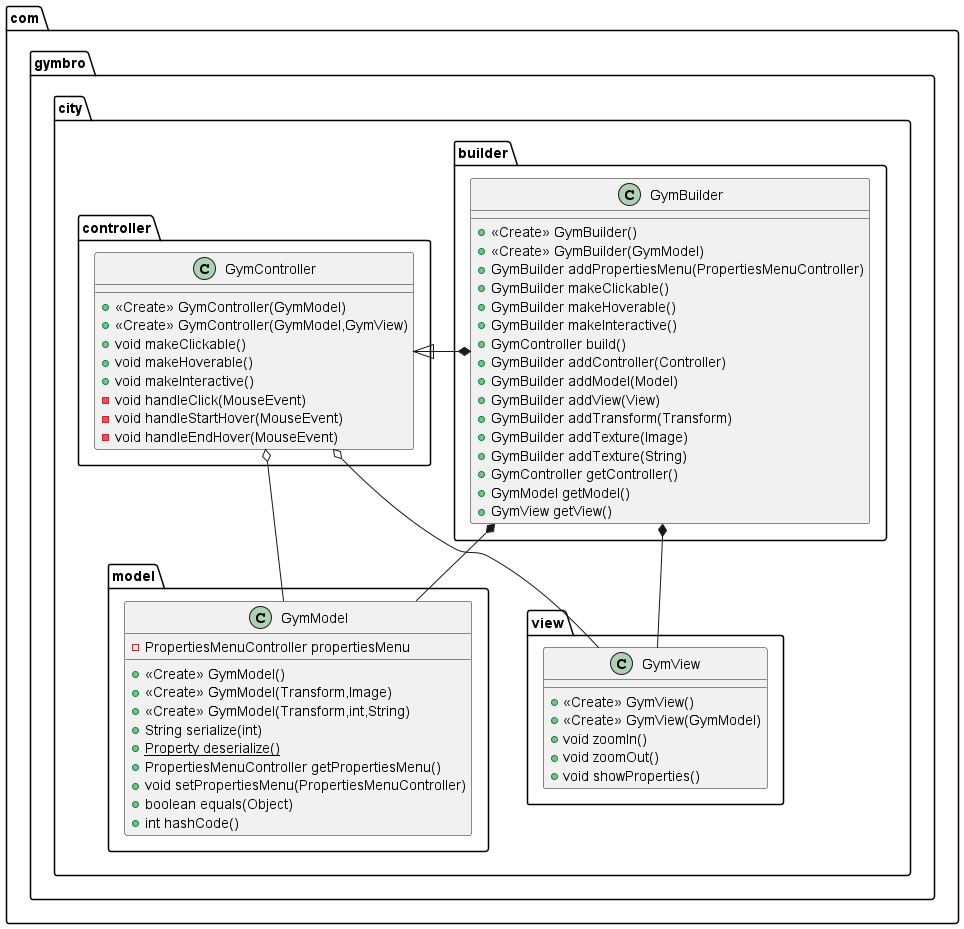 com
gymbro
city
builder
GymBuilder
«Create» GymBuilder()
«Create» GymBuilder(GymModel)
GymBuilder addPropertiesMenu(PropertiesMenuController)
GymBuilder makeClickable()
GymBuilder makeHoverable()
GymBuilder makeInteractive()
GymController build()
GymBuilder addController(Controller)
GymBuilder addModel(Model)
GymBuilder addView(View)
GymBuilder addTransform(Transform)
GymBuilder addTexture(Image)
GymBuilder addTexture(String)
GymController getController()
GymModel getModel()
GymView getView()
controller
GymController
«Create» GymController(GymModel)
«Create» GymController(GymModel,GymView)
void makeClickable()
void makeHoverable()
void makeInteractive()
void handleClick(MouseEvent)
void handleStartHover(MouseEvent)
void handleEndHover(MouseEvent)
model
GymModel
PropertiesMenuController propertiesMenu
«Create» GymModel()
«Create» GymModel(Transform,Image)
«Create» GymModel(Transform,int,String)
String serialize(int)
Property deserialize()
PropertiesMenuController getPropertiesMenu()
void setPropertiesMenu(PropertiesMenuController)
boolean equals(Object)
int hashCode()
view
GymView
«Create» GymView()
«Create» GymView(GymModel)
void zoomIn()
void zoomOut()
void showProperties()